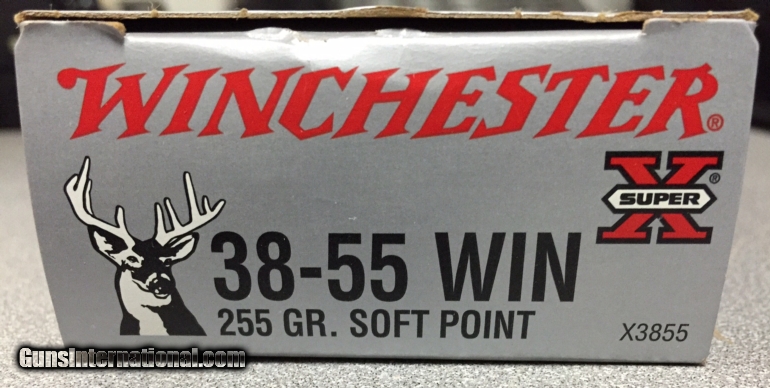 WINCHESTER®
X ®
SUPER
38-55 WIN
255 GR. SOFT POINT
X3855
GunsInternational.com